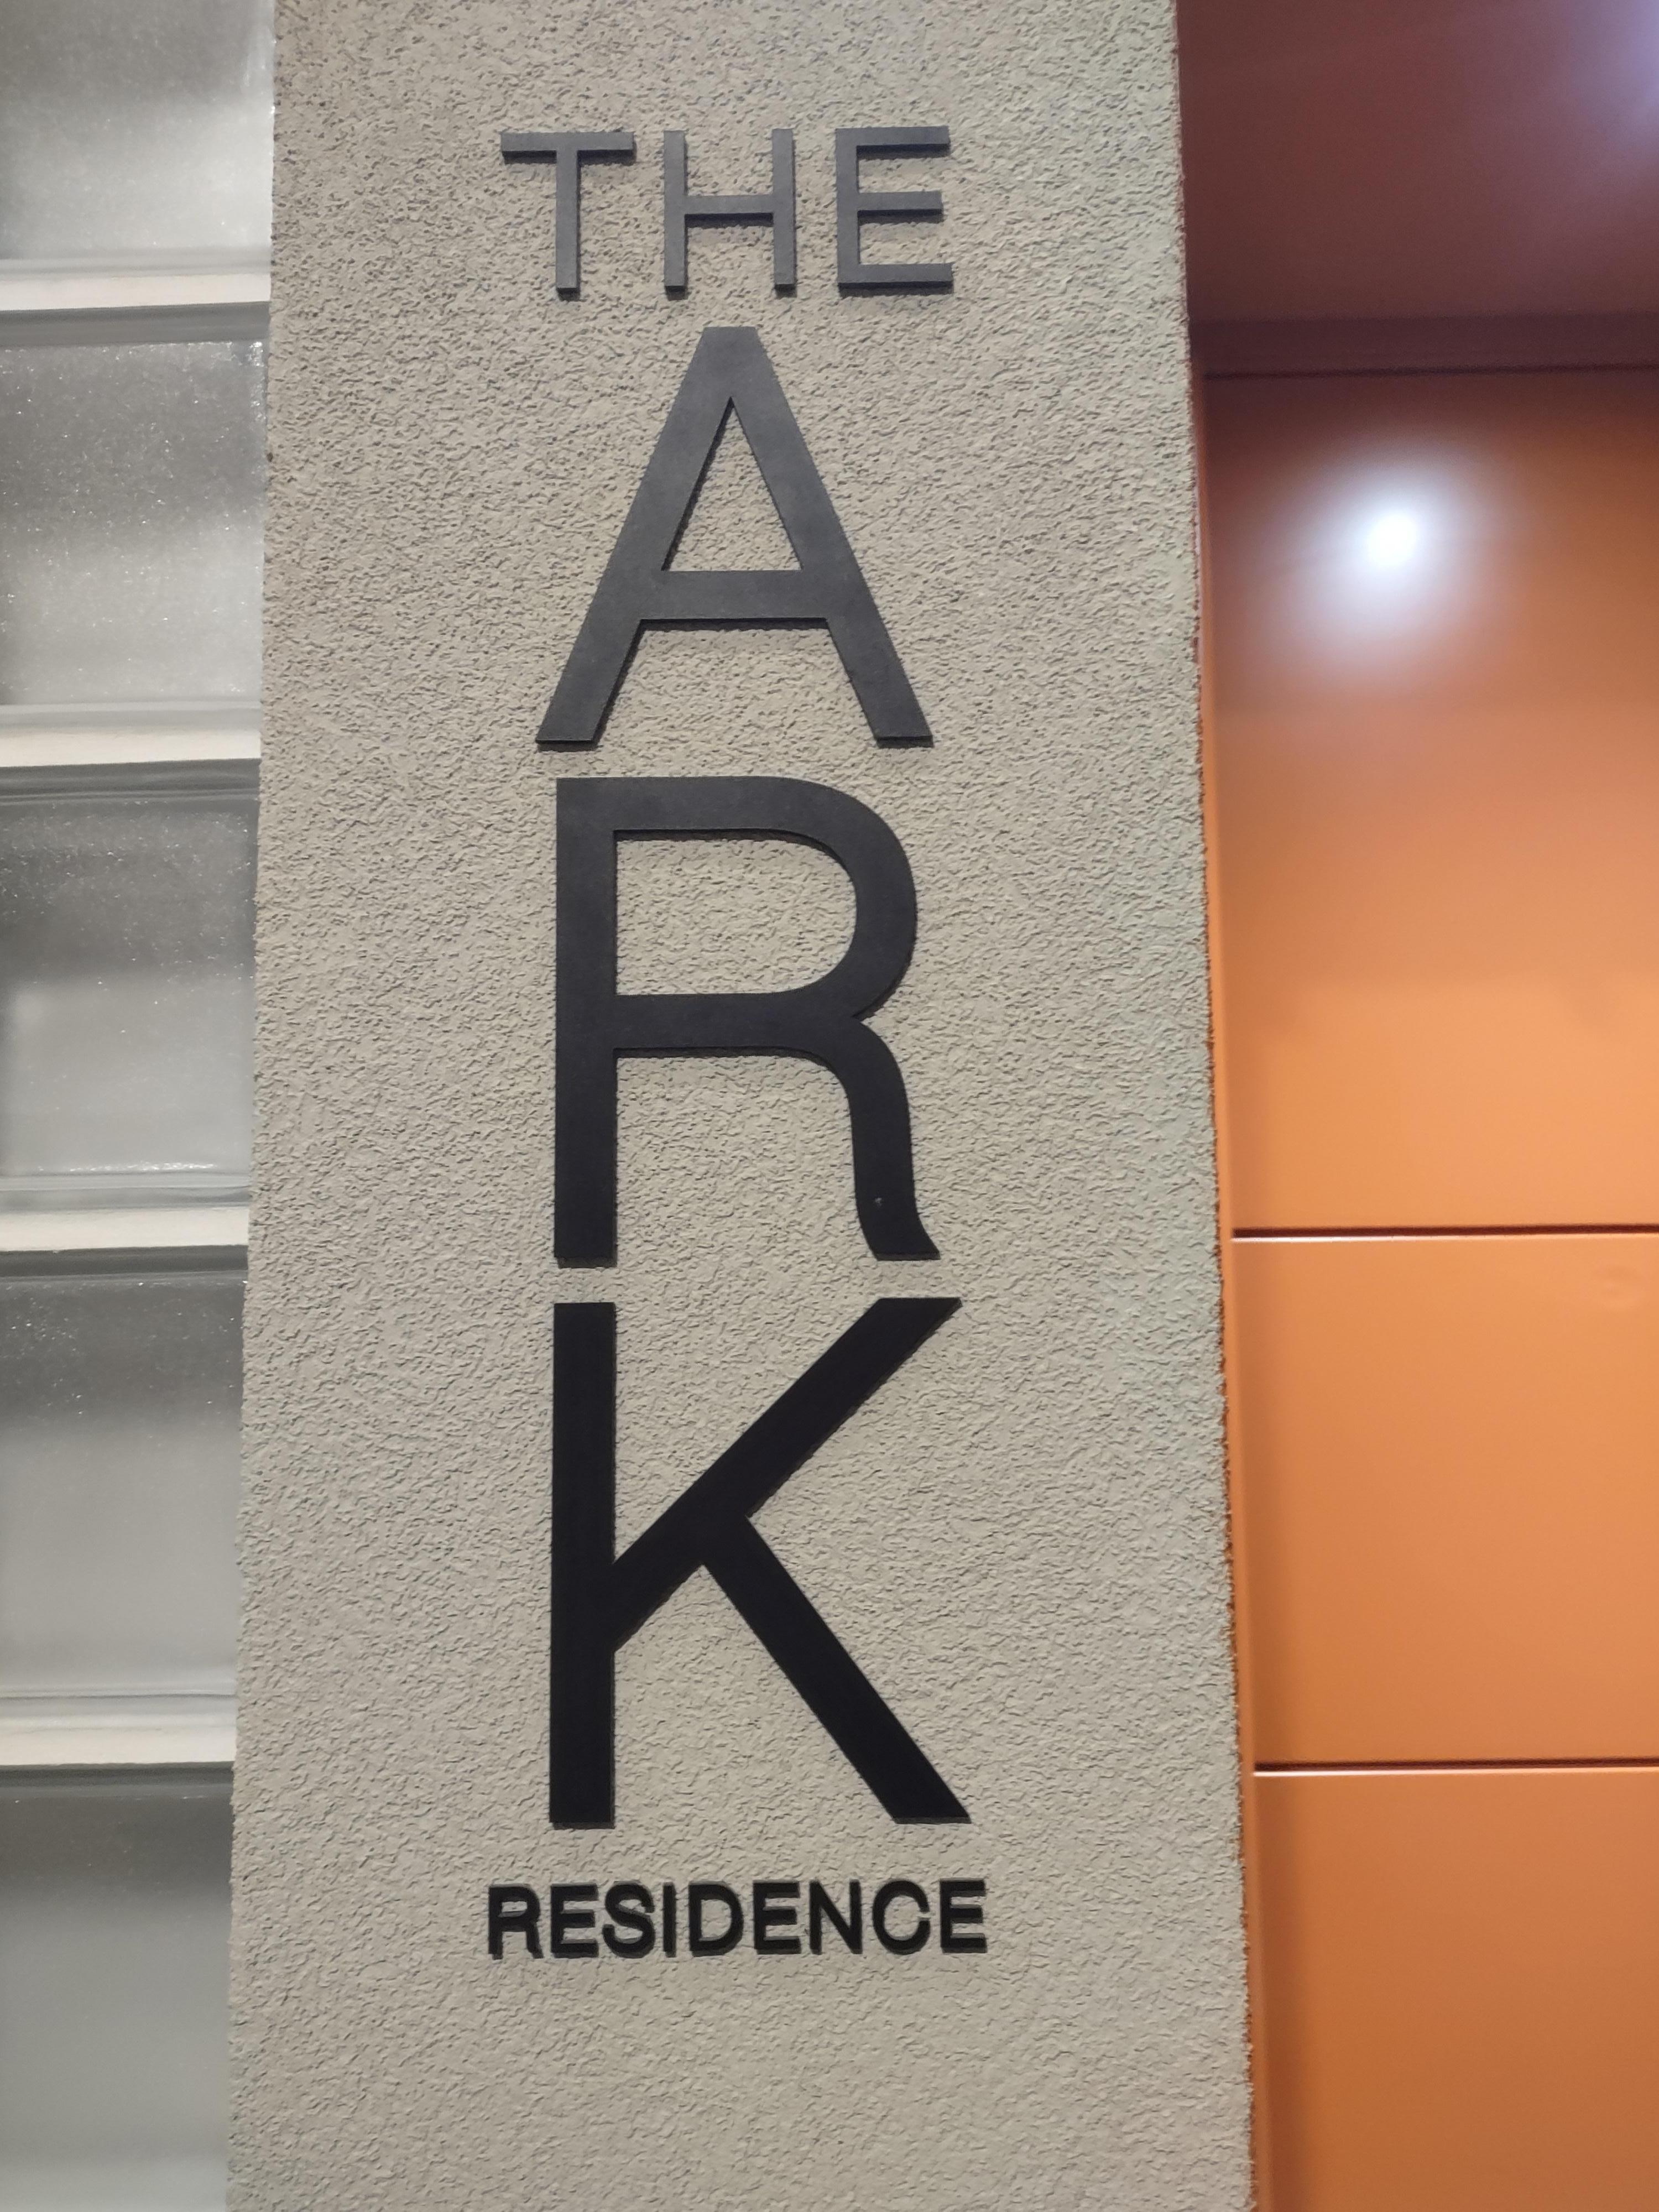 THE
A
R
K
RESIDENCE